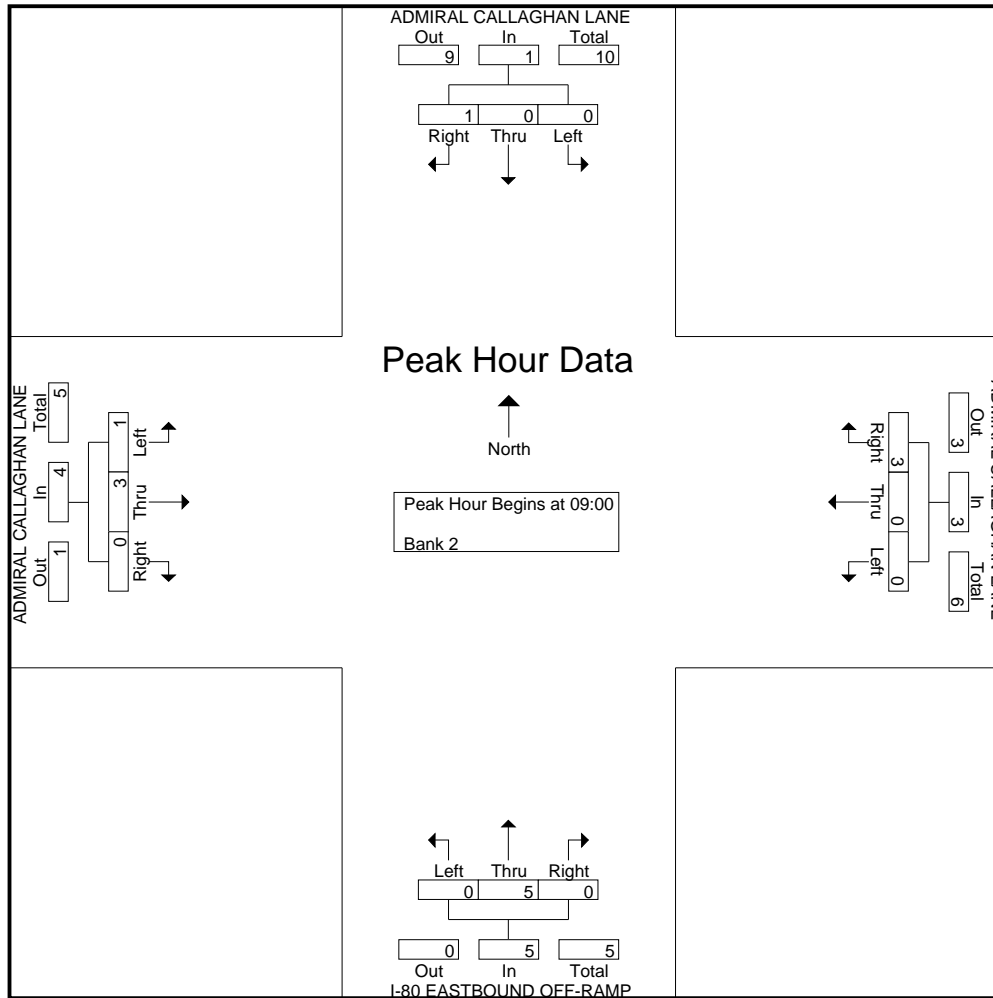 ADMIRAL CALLAGHAN LANE
Out In Total
9 1 10
1 0 0
Right Thru Left
Peak Hour Data
North
Peak Hour Begins at 09:00
Bank 2
ADMIRAL CALLAGHAN LANE
Out In Total
1 4 5
0 3 1
Right Thru Left
Right Thru Left
3 0 0
3 3 6
Out In Total
Left Thru Right
0 5 0
0 5 5
Out In Total
I-80 EASTBOUND OFF-RAMP